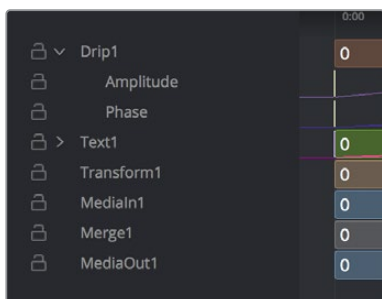 0:00
Drip1 0
Amplitude
Phase
Text1 0
Transform1 0
MediaIn1 0
Merge1 0
MediaOut1 0